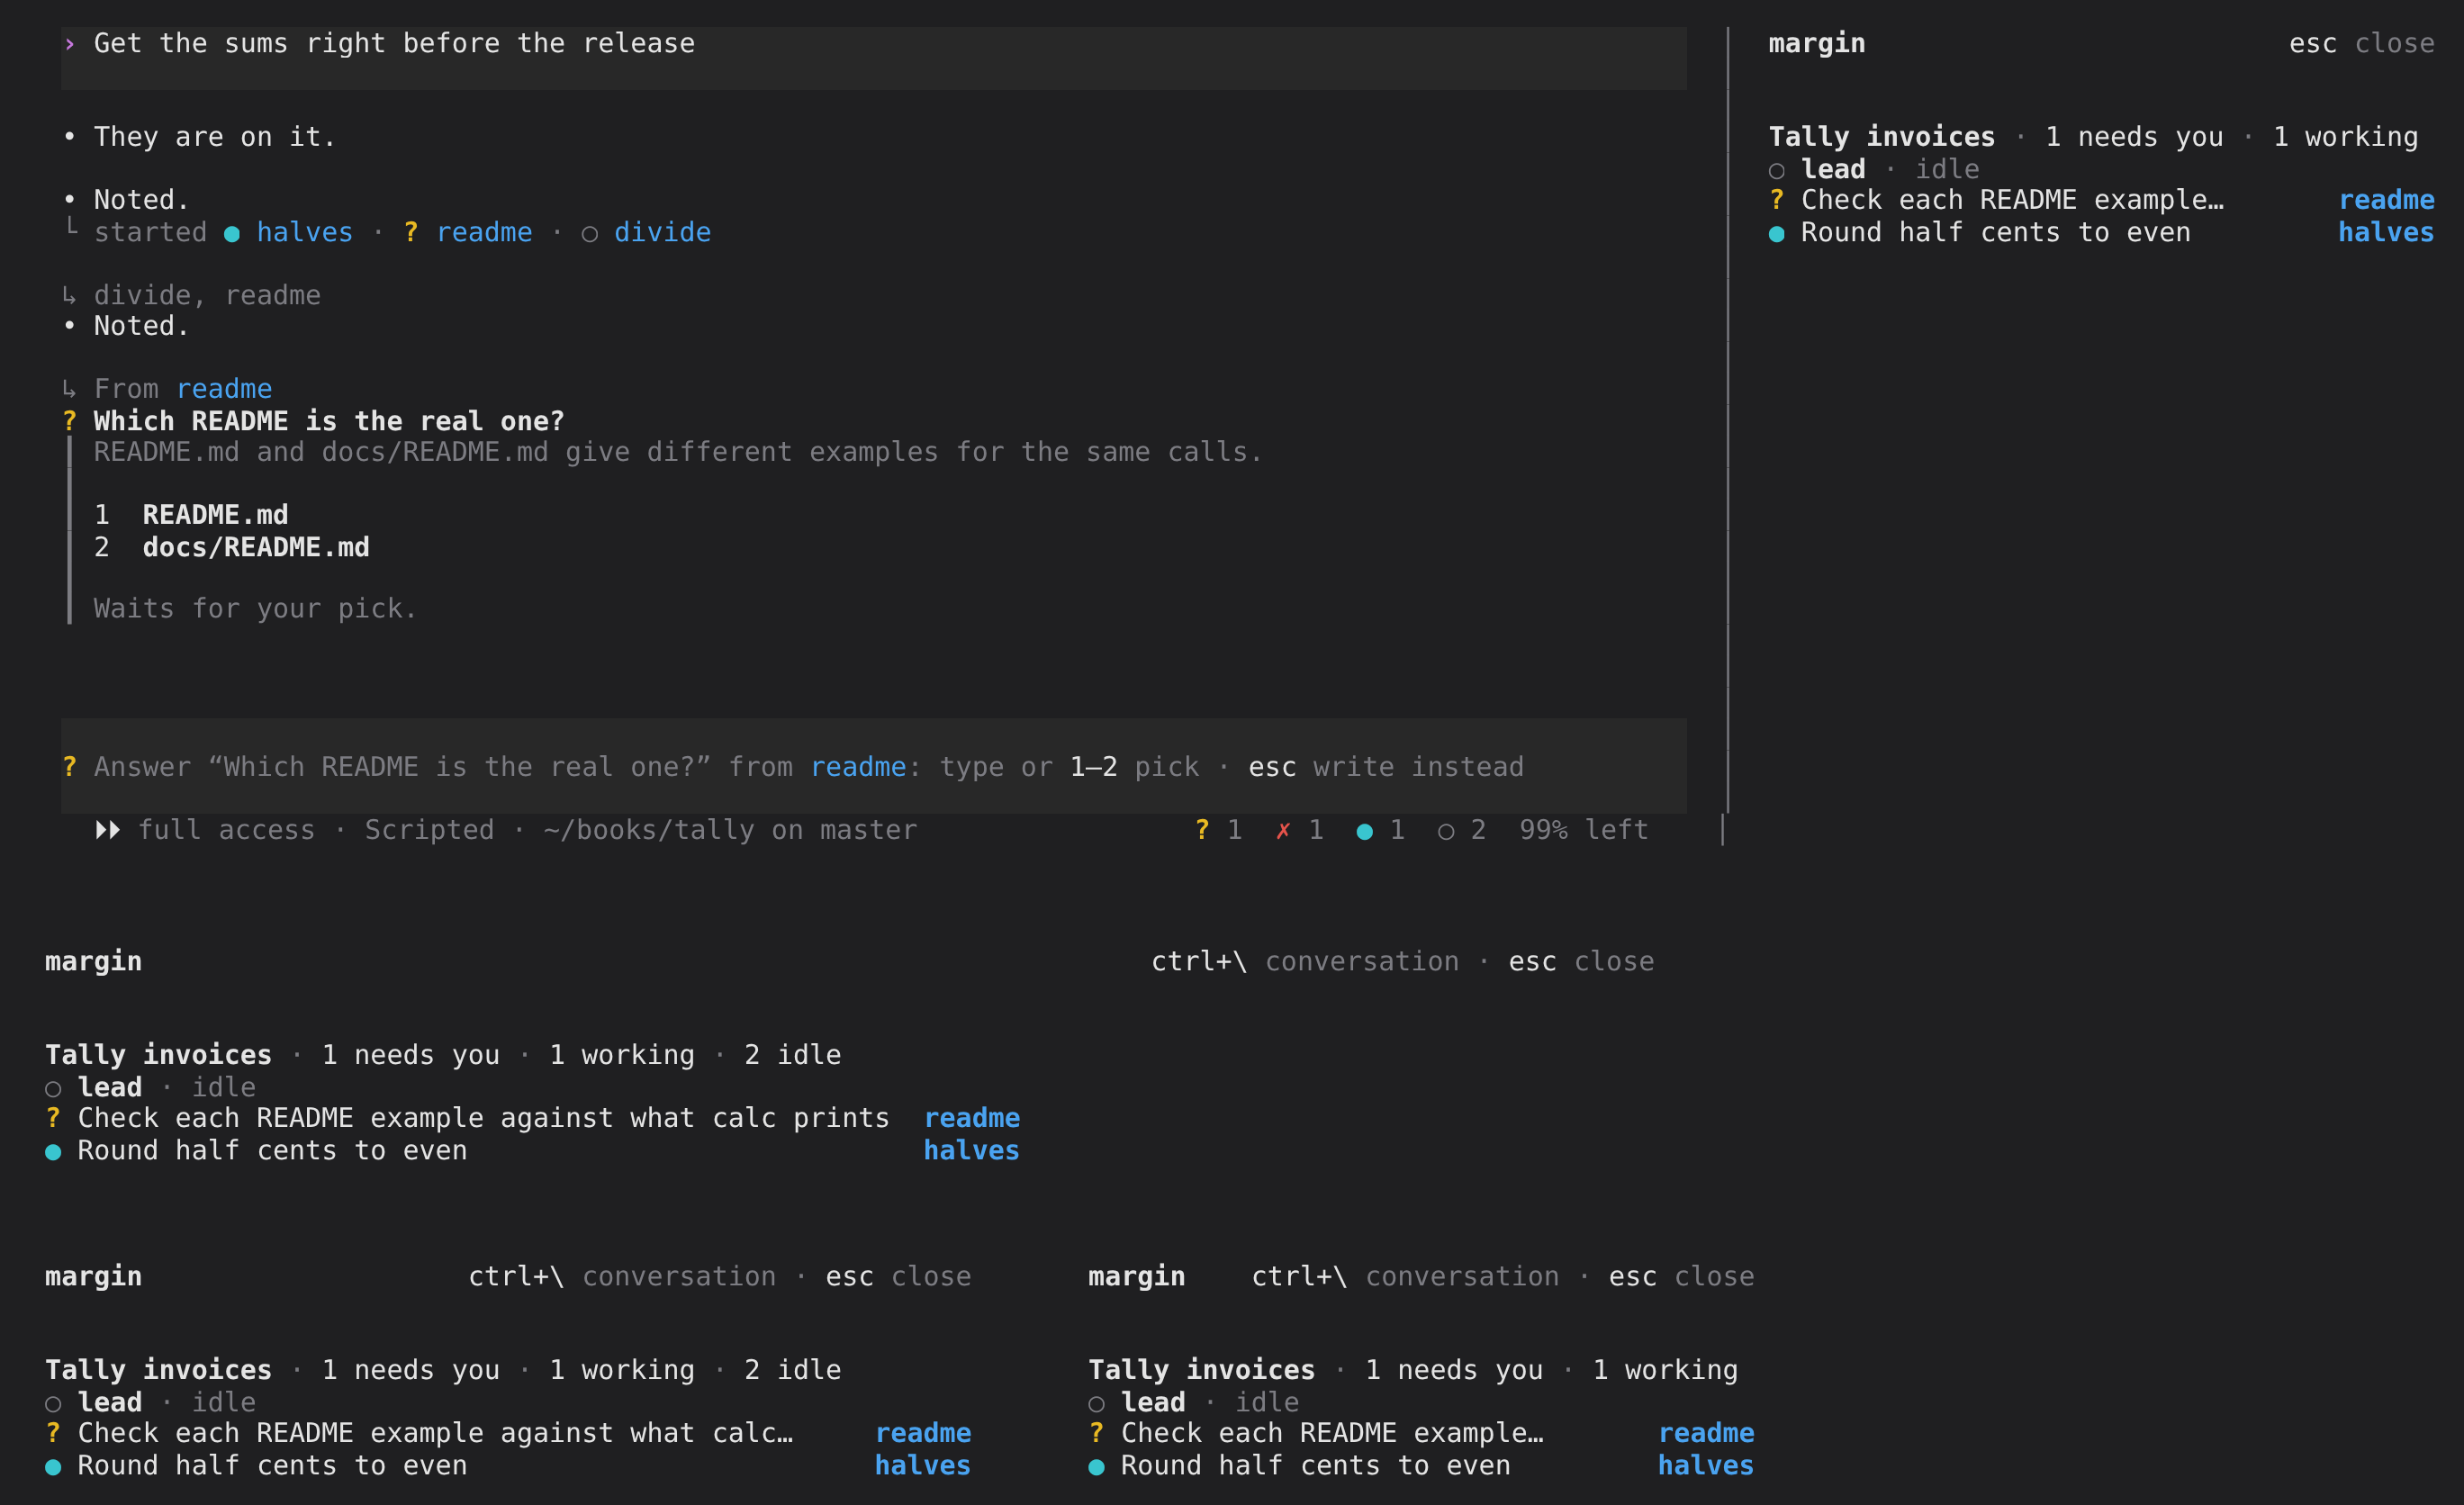 › Get the sums right before the release
• They are on it.
• Noted.
└ started ● halves · ? readme · ○ divide
↳ divide, readme
• Noted.
↳ From readme
? Which README is the real one?
README.md and docs/README.md give different examples for the same calls.
1 README.md
2 docs/README.md
Waits for your pick.
? Answer “Which README is the real one?” from readme: type or 1–2 pick · esc write instead
⏵⏵ full access · Scripted · ~/books/tally on master ? 1 ✗ 1 ● 1 ○ 2 99% left
margin esc close
Tally invoices · 1 needs you · 1 working
○ lead · idle
? Check each README example… readme
● Round half cents to even halves
margin ctrl+\ conversation · esc close
Tally invoices · 1 needs you · 1 working · 2 idle
○ lead · idle
? Check each README example against what calc prints readme
● Round half cents to even halves
margin ctrl+\ conversation · esc close
Tally invoices · 1 needs you · 1 working · 2 idle
○ lead · idle
? Check each README example against what calc… readme
● Round half cents to even halves
margin ctrl+\ conversation · esc close
Tally invoices · 1 needs you · 1 working
○ lead · idle
? Check each README example… readme
● Round half cents to even halves